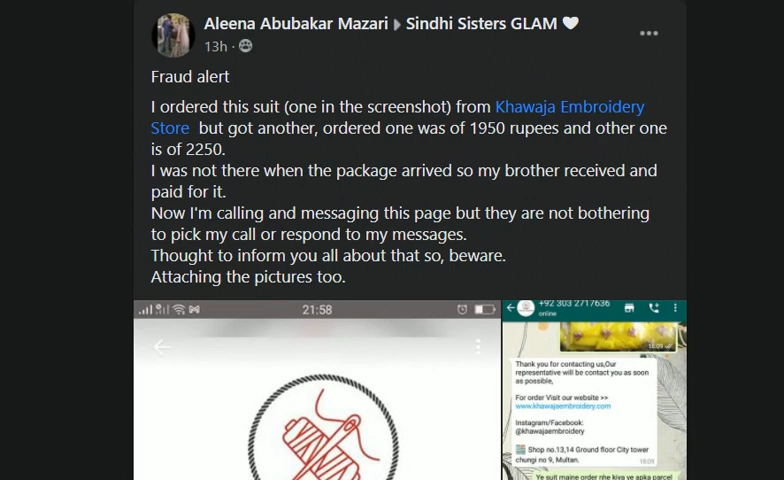 Aleena Abubakar Mazari ▸ Sindhi Sisters GLAM 🤍
13h ·
Fraud alert
I ordered this suit (one in the screenshot) from Khawaja Embroidery
Store but got another, ordered one was of 1950 rupees and other one
is of 2250.
I was not there when the package arrived so my brother received and
paid for it.
Now I'm calling and messaging this page but they are not bothering
to pick my call or respond to my messages.
Thought to inform you all about that so, beware.
Attaching the pictures too.
21:58
+92 303 2717636
online
18:09
Thank you for contacting us,Our
representative will be contact you as soon
as possible,
For order Visit our website >>
www.khawajaembroidery.com
Instagram/Facebook:
@khawajaembroidery
Shop no.13,14 Ground floor City tower
chungi no 9, Multan.
18:09
Ye suit maine order nhe kiya ye apka parcel